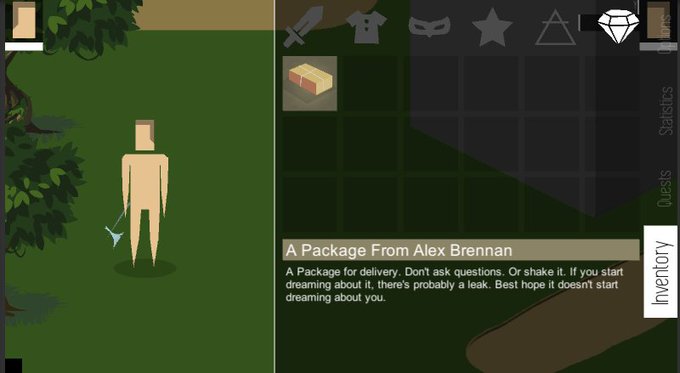 Options
Statistics
Quests
Inventory
A Package From Alex Brennan
A Package for delivery. Don't ask questions. Or shake it. If you start
dreaming about it, there's probably a leak. Best hope it doesn't start
dreaming about you.